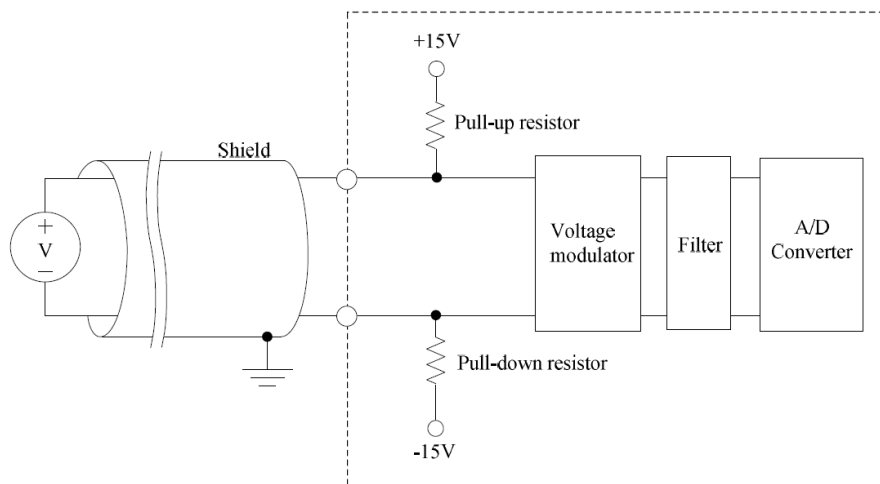 +15V
Pull-up resistor
Shield
+
V
−
Voltage
modulator
Filter
A/D
Converter
Pull-down resistor
-15V